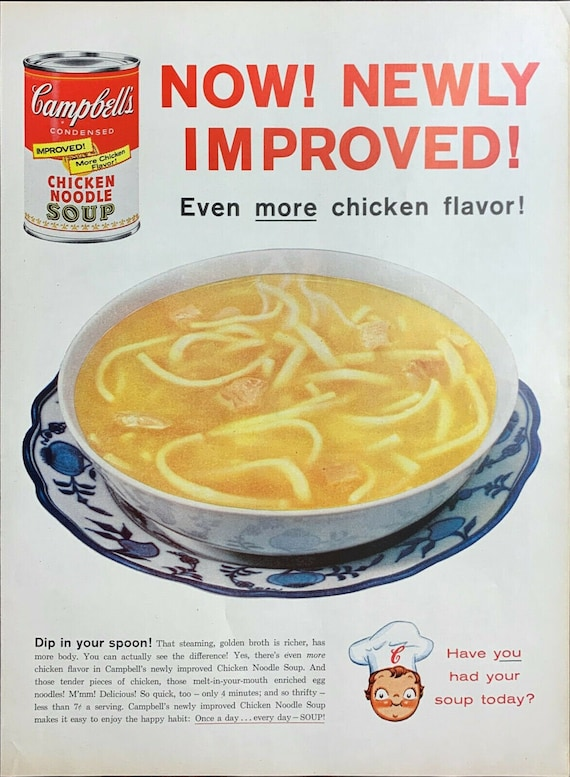 Campbell's
CONDENSED
IMPROVED!
More Chicken
Flavor!
CHICKEN
NOODLE
SOUP
NOW! NEWLY
IMPROVED!
Even more chicken flavor!
Dip in your spoon! That steaming, golden broth is richer, has
more body. You can actually see the difference! Yes, there's even more
chicken flavor in Campbell's newly improved Chicken Noodle Soup. And
those tender pieces of chicken, those melt-in-your-mouth enriched egg
noodles! M'mm! Delicious! So quick, too – only 4 minutes; and so thrifty –
less than 7¢ a serving. Campbell's newly improved Chicken Noodle Soup
makes it easy to enjoy the happy habit: Once a day . . . every day – SOUP!
C
Have you
had your
soup today?